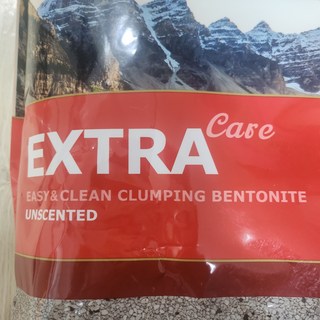 EXTRA Care
EASY & CLEAN CLUMPING BENTONITE
UNSCENTED